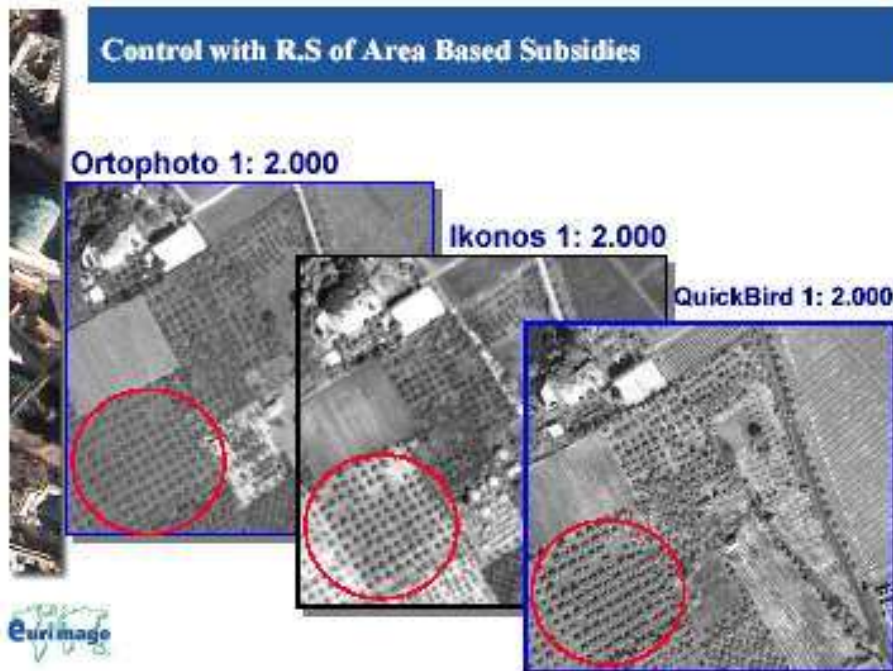 Control with R.S of Area Based Subsidies
Ortophoto 1: 2.000
Ikonos 1: 2.000
QuickBird 1: 2.000
eurimage